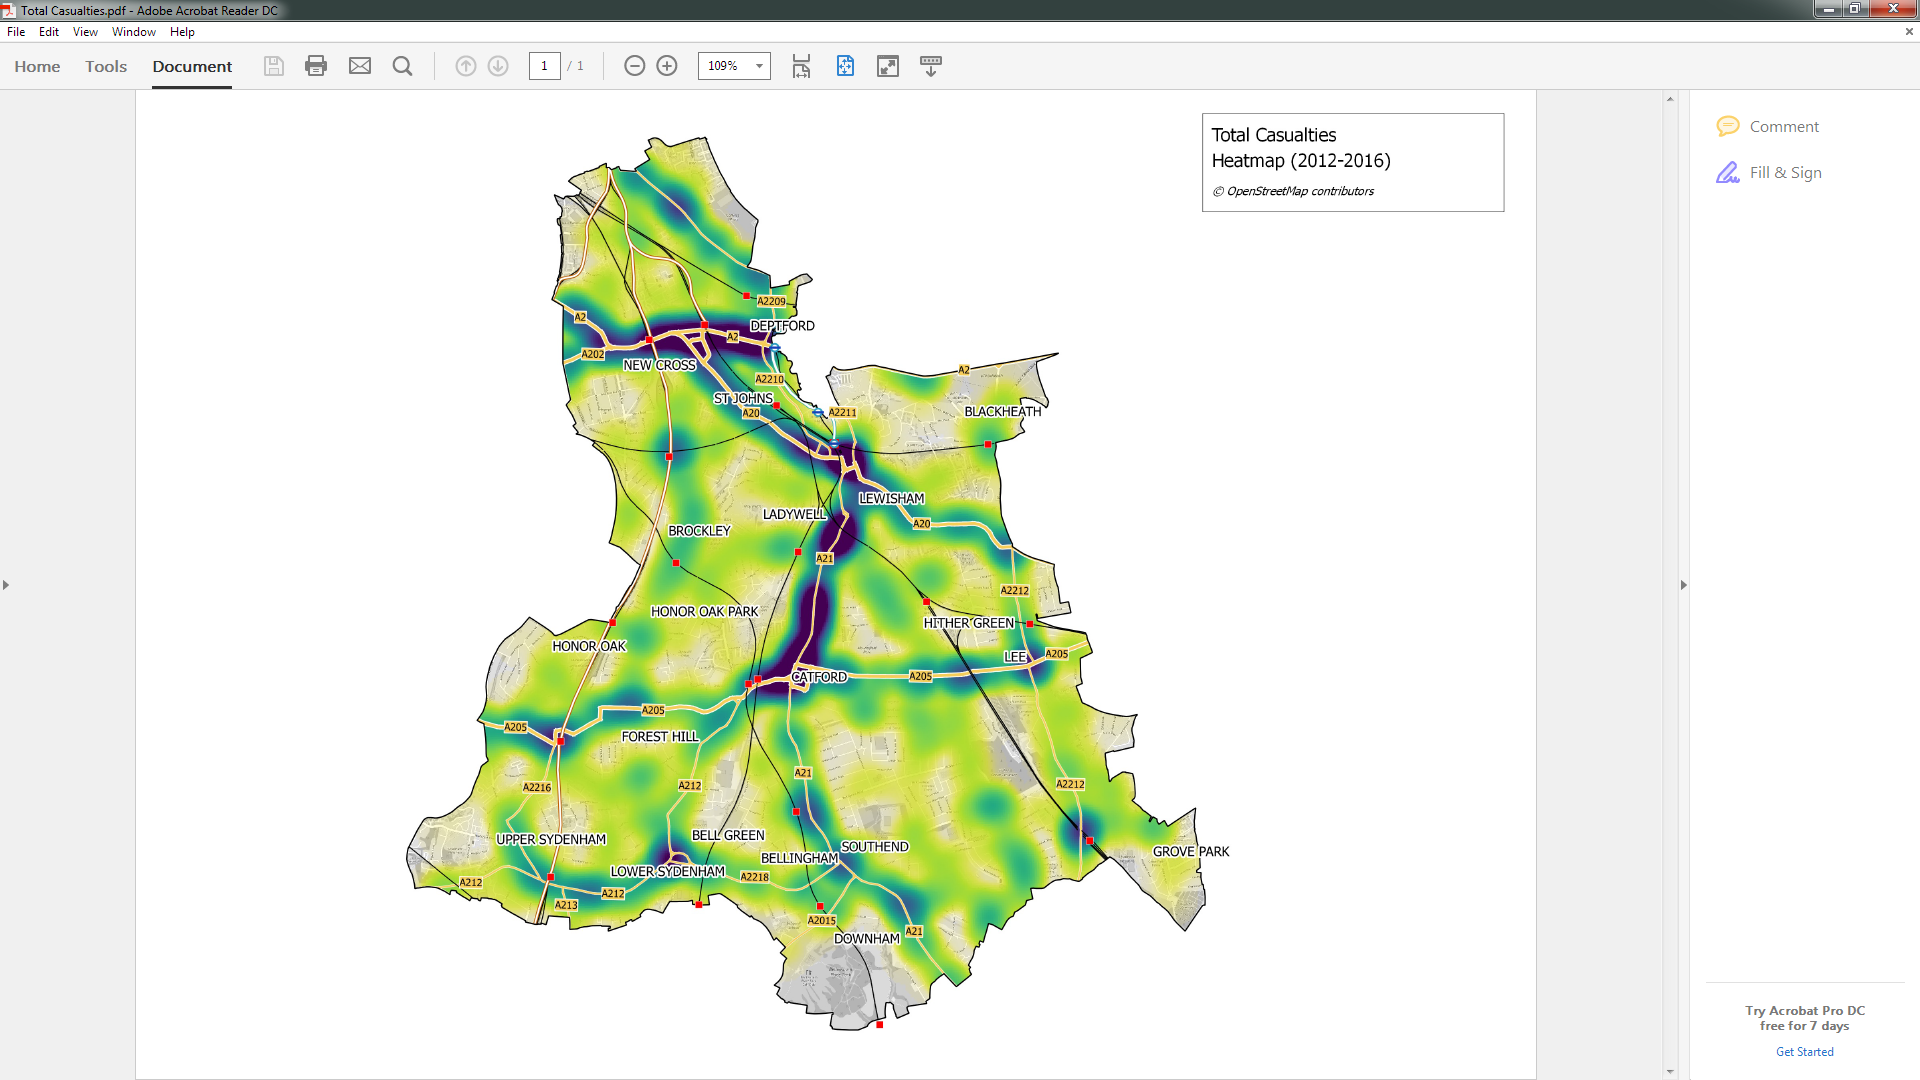 Total Casualties.pdf - Adobe Acrobat Reader DC
File Edit View Window Help
Home Tools Document 1 / 1 109%
Comment
Fill & Sign
Total Casualties
Heatmap (2012-2016)
© OpenStreetMap contributors
A2209
A2
DEPTFORD
A2
A202
NEW CROSS
A2
A2210
ST JOHNS
A20
A2211
BLACKHEATH
LEWISHAM
LADYWELL
A20
BROCKLEY
A21
A2212
HONOR OAK PARK
HITHER GREEN
HONOR OAK
LEE
A205
CATFORD
A205
A205
A205
FOREST HILL
A21
A212
A2216
A2212
BELL GREEN
UPPER SYDENHAM
SOUTHEND
GROVE PARK
BELLINGHAM
LOWER SYDENHAM
A2218
A212
A212
A213
A2015
A21
DOWNHAM
Try Acrobat Pro DC
free for 7 days
Get Started